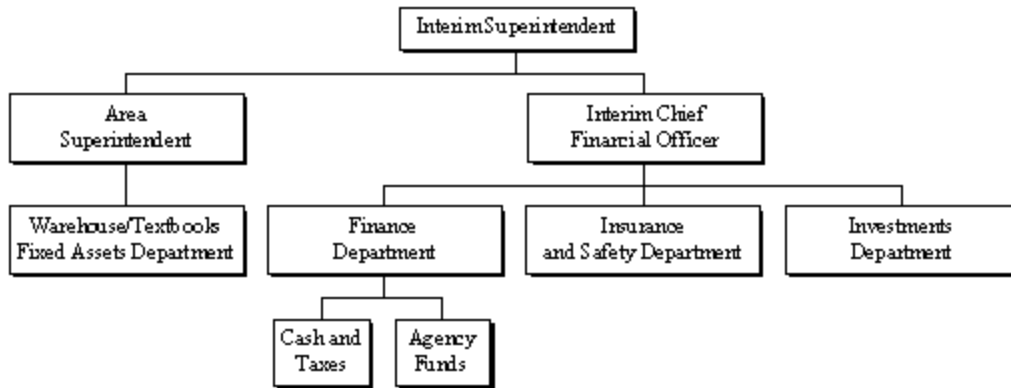 Interim Superintendent
Area
Superintendent
Interim Chief
Financial Officer
Warehouse/Textbooks
Fixed Assets Department
Finance
Department
Insurance
and Safety Department
Investments
Department
Cash and
Taxes
Agency
Funds